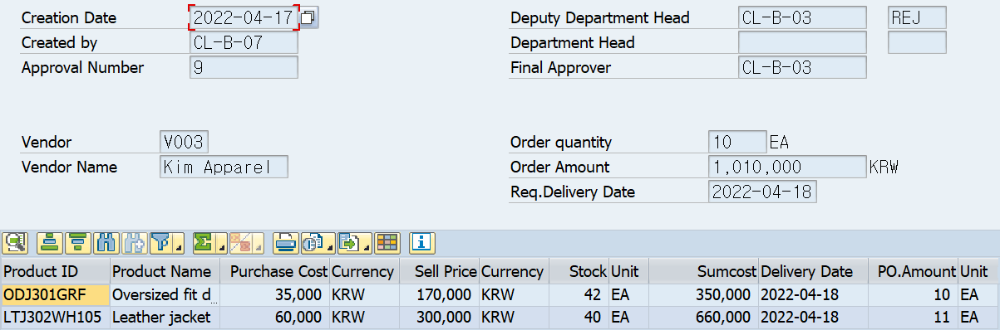 Creation Date 2022-04-17 Deputy Department Head CL-B-03 REJ
Created by CL-B-07 Department Head
Approval Number 9 Final Approver CL-B-03
Vendor V003 Order quantity 10 EA
Vendor Name Kim Apparel Order Amount 1,010,000 KRW
Req.Delivery Date 2022-04-18
Product ID Product Name Purchase Cost Currency Sell Price Currency Stock Unit Sumcost Delivery Date PO.Amount Unit
ODJ301GRF Oversized fit d... 35,000 KRW 170,000 KRW 42 EA 350,000 2022-04-18 10 EA
LTJ302WH105 Leather jacket 60,000 KRW 300,000 KRW 40 EA 660,000 2022-04-18 11 EA